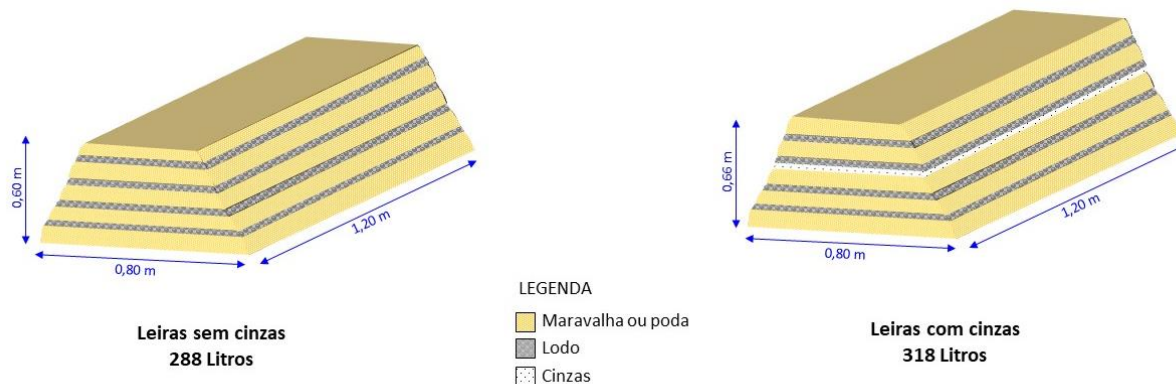 0,60 m
0,80 m
1,20 m
Leiras sem cinzas
288 Litros
LEGENDA
Maravalha ou poda
Lodo
Cinzas
0,66 m
0,80 m
1,20 m
Leiras com cinzas
318 Litros